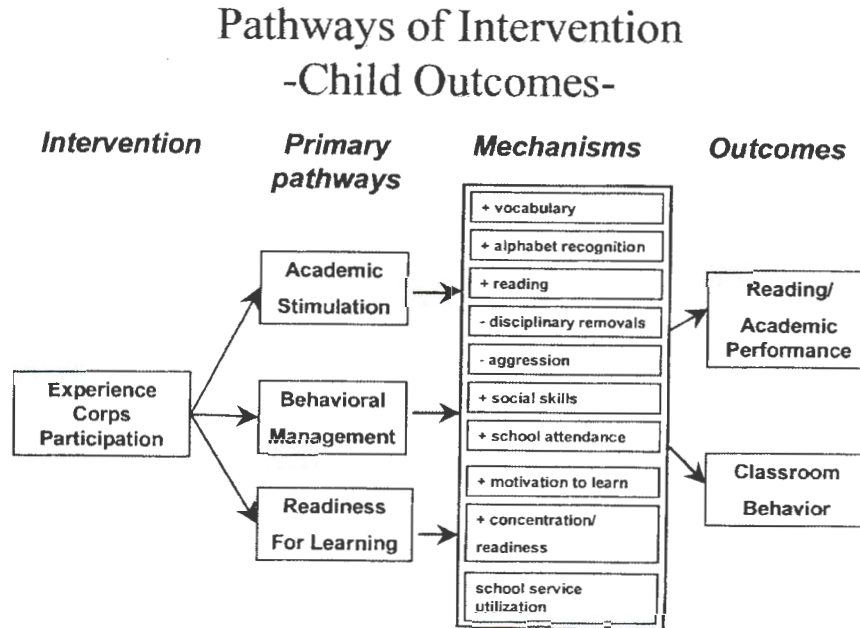 Pathways of Intervention
-Child Outcomes-
Intervention
Primary
pathways
Mechanisms
Outcomes
Experience
Corps
Participation
Academic
Stimulation
Behavioral
Management
Readiness
For Learning
+ vocabulary
+ alphabet recognition
+ reading
- disciplinary removals
- aggression
+ social skills
+ school attendance
+ motivation to learn
+ concentration/
readiness
school service
utilization
Reading/
Academic
Performance
Classroom
Behavior